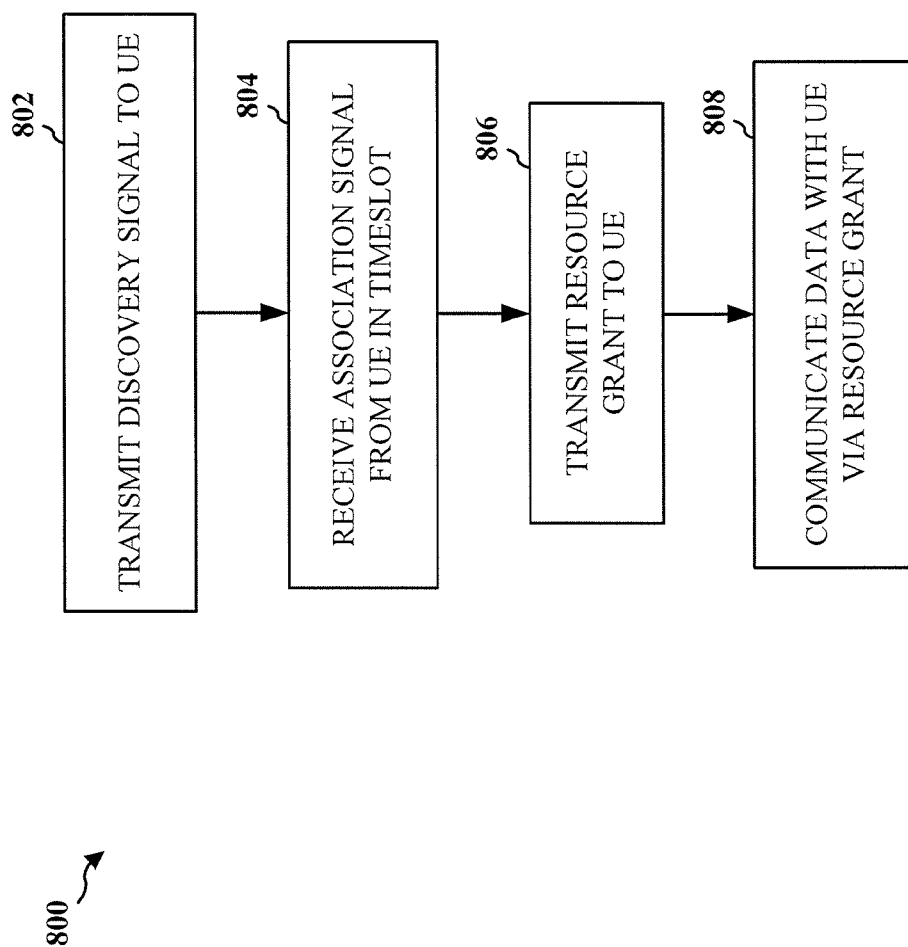 800
802
TRANSMIT DISCOVERY SIGNAL TO UE
804
RECEIVE ASSOCIATION SIGNAL
FROM UE IN TIMESLOT
806
TRANSMIT RESOURCE
GRANT TO UE
808
COMMUNICATE DATA WITH UE
VIA RESOURCE GRANT